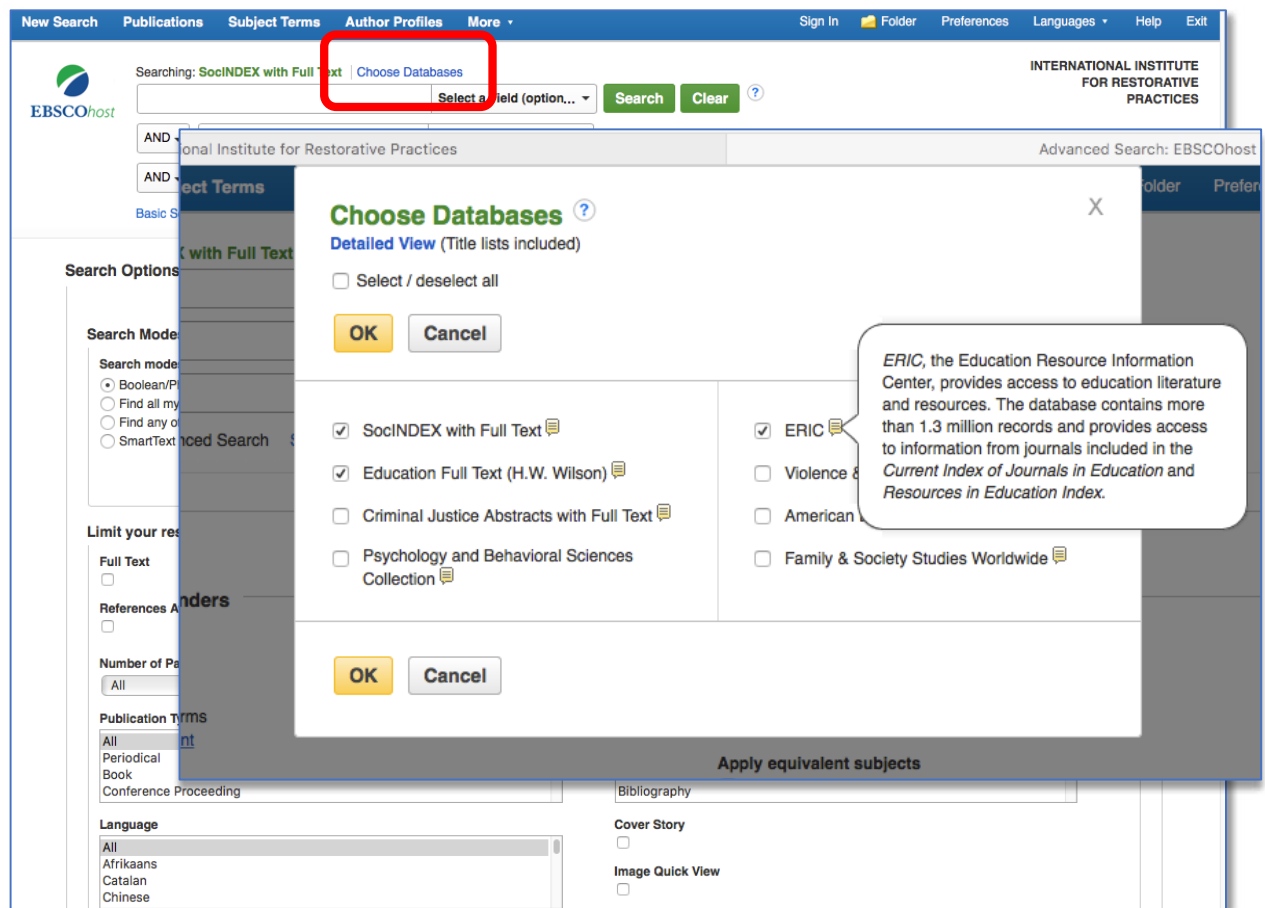 New Search Publications Subject Terms Author Profiles More Sign In Folder Preferences Languages Help Exit
Searching: SocINDEX with Full Text Choose Databases
INTERNATIONAL INSTITUTE
FOR RESTORATIVE
PRACTICES
EBSCOhost
Select a Field (option... Search Clear ?
AND
AND
Basic S
onal Institute for Restorative Practices Advanced Search: EBSCOhost
ect Terms older Prefer
with Full Text
Choose Databases ?
X
Detailed View (Title lists included)
Select / deselect all
OK Cancel
Search Options
Search Mode
Search mode
Boolean/P
Find all my
Find any o
SmartText
nced Search
SocINDEX with Full Text
Education Full Text (H.W. Wilson)
Criminal Justice Abstracts with Full Text
Psychology and Behavioral Sciences
Collection
ERIC
Violence &
American
Family & Society Studies Worldwide
ERIC, the Education Resource Information
Center, provides access to education literature
and resources. The database contains more
than 1.3 million records and provides access
to information from journals included in the
Current Index of Journals in Education and
Resources in Education Index.
OK Cancel
Limit your res
Full Text
References A
nders
Number of Pa
All
Publication T
rms
nt
All
Periodical
Book
Conference Proceeding
Apply equivalent subjects
Bibliography
Language
All
Afrikaans
Catalan
Chinese
Cover Story
Image Quick View